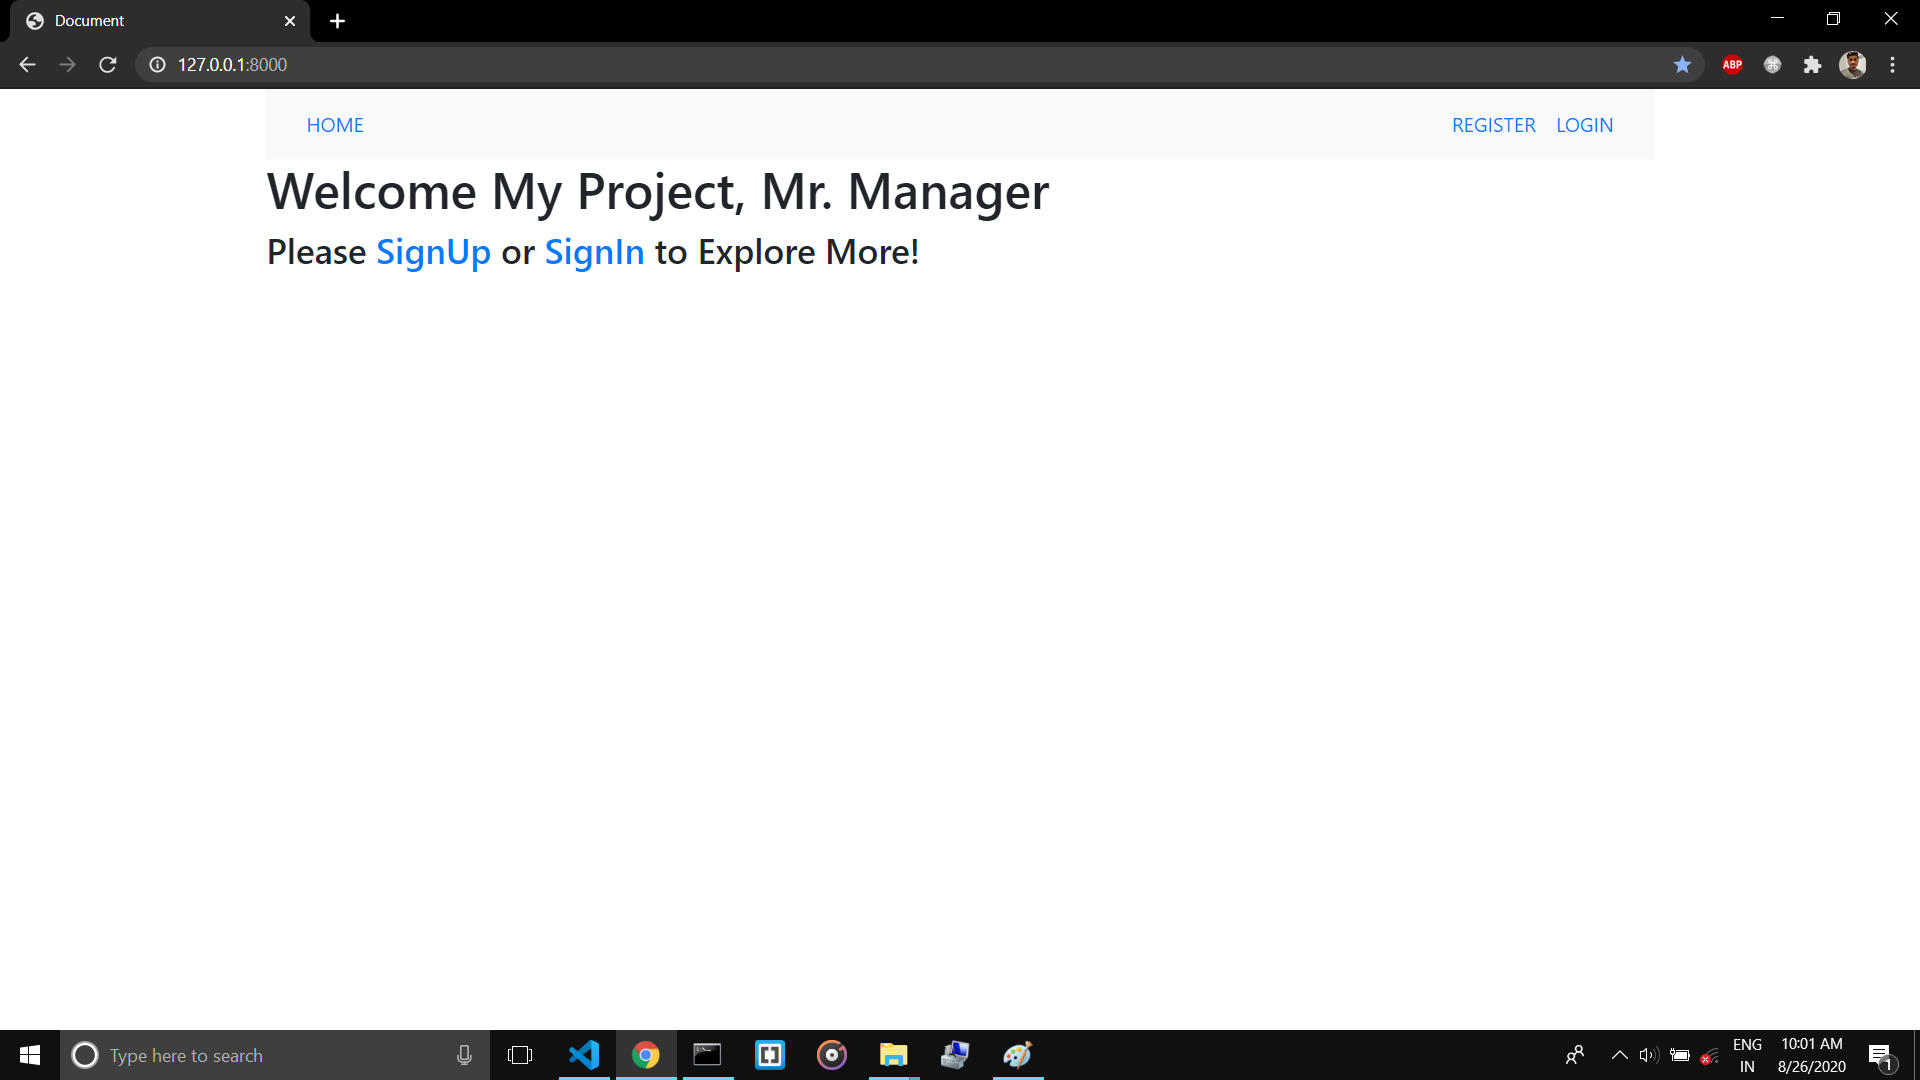 Document
127.0.0.1:8000
ABP
HOME REGISTER LOGIN
Welcome My Project, Mr. Manager
Please SignUp or SignIn to Explore More!
Type here to search
ENG
IN
10:01 AM
8/26/2020
1